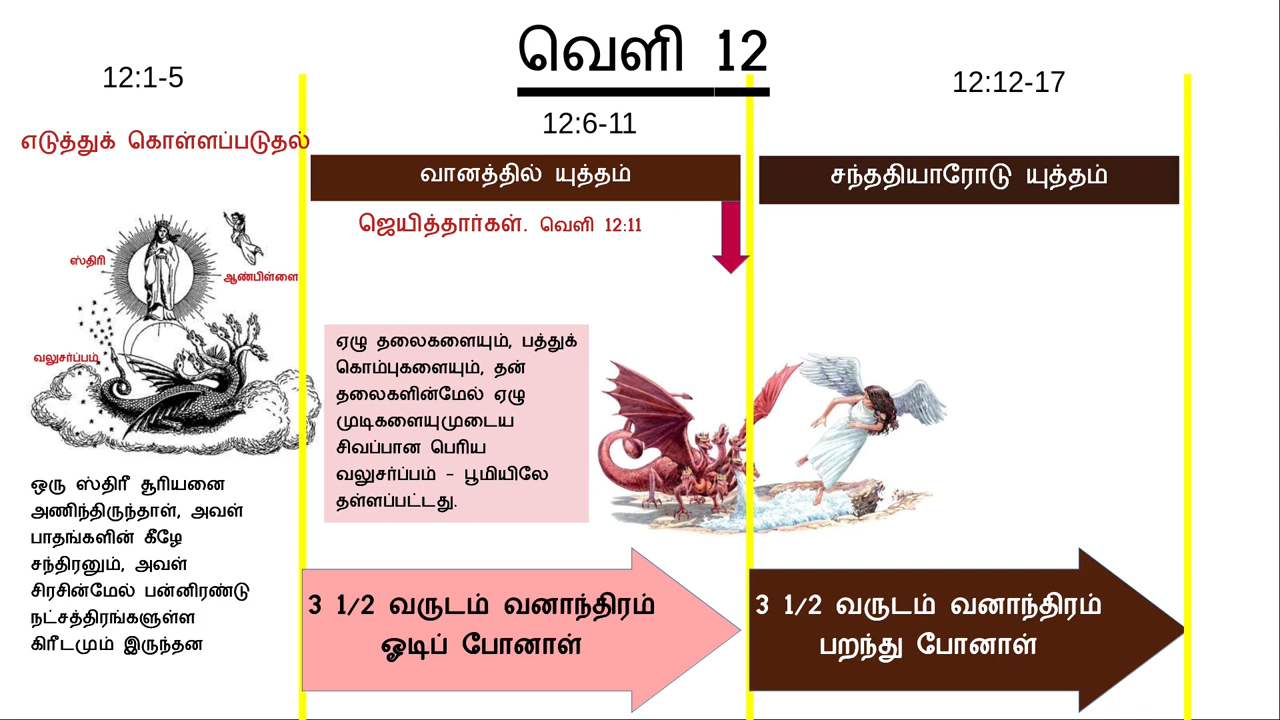 வெளி 12
12:1-5
எடுத்துக் கொள்ளப்படுதல்
ஸ்திரி
ஆண்பிள்ளை
வலுசர்ப்பம்
ஒரு ஸ்திரீ சூரியனை
அணிந்திருந்தாள், அவள்
பாதங்களின் கீழே
சந்திரனும், அவள்
சிரசின்மேல் பன்னிரண்டு
நட்சத்திரங்களுள்ள
கிரீடமும் இருந்தன
12:6-11
வானத்தில் யுத்தம்
ஜெயித்தார்கள். வெளி 12:11
ஏழு தலைகளையும், பத்துக்
கொம்புகளையும், தன்
தலைகளின்மேல் ஏழு
முடிகளையுமுடைய
சிவப்பான பெரிய
வலுசர்ப்பம் - பூமியிலே
தள்ளப்பட்டது.
3 1/2 வருடம் வனாந்திரம்
ஓடிப் போனாள்
12:12-17
சந்ததியாரோடு யுத்தம்
3 1/2 வருடம் வனாந்திரம்
பறந்து போனாள்